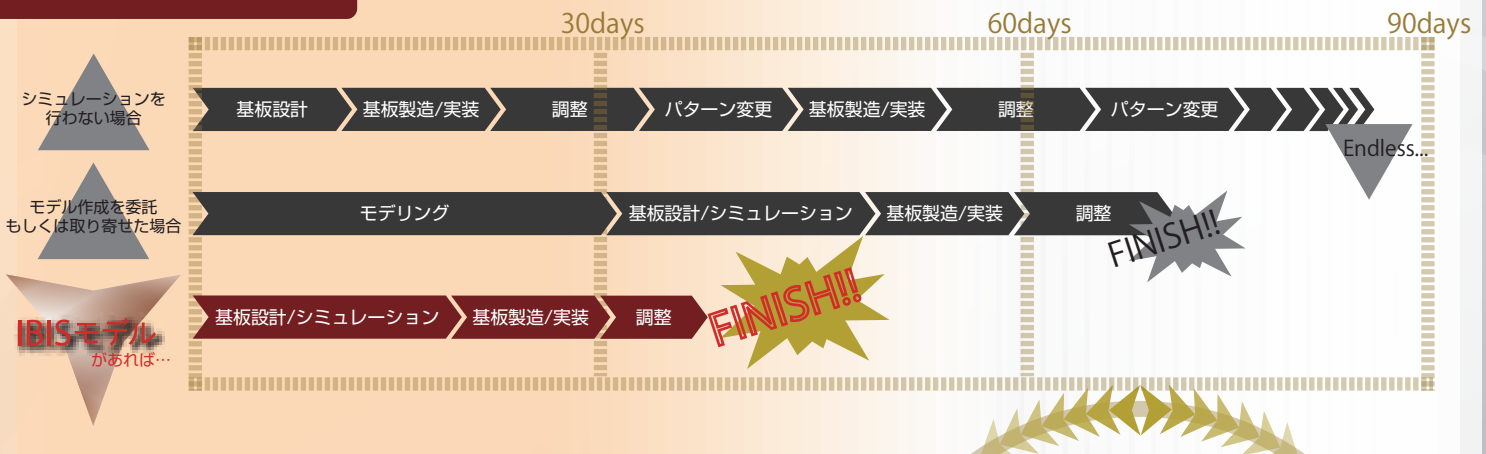 30days
60days
90days
シミュレーションを
行わない場合
基板設計
基板製造/実装
調整
パターン変更
基板製造/実装
調整
パターン変更
Endless...
モデル作成を委託
もしくは取り寄せた場合
モデリング
基板設計/シミュレーション
基板製造/実装
調整
FINISH!!
IBISモデル
があれば…
基板設計/シミュレーション
基板製造/実装
調整
FINISH!!